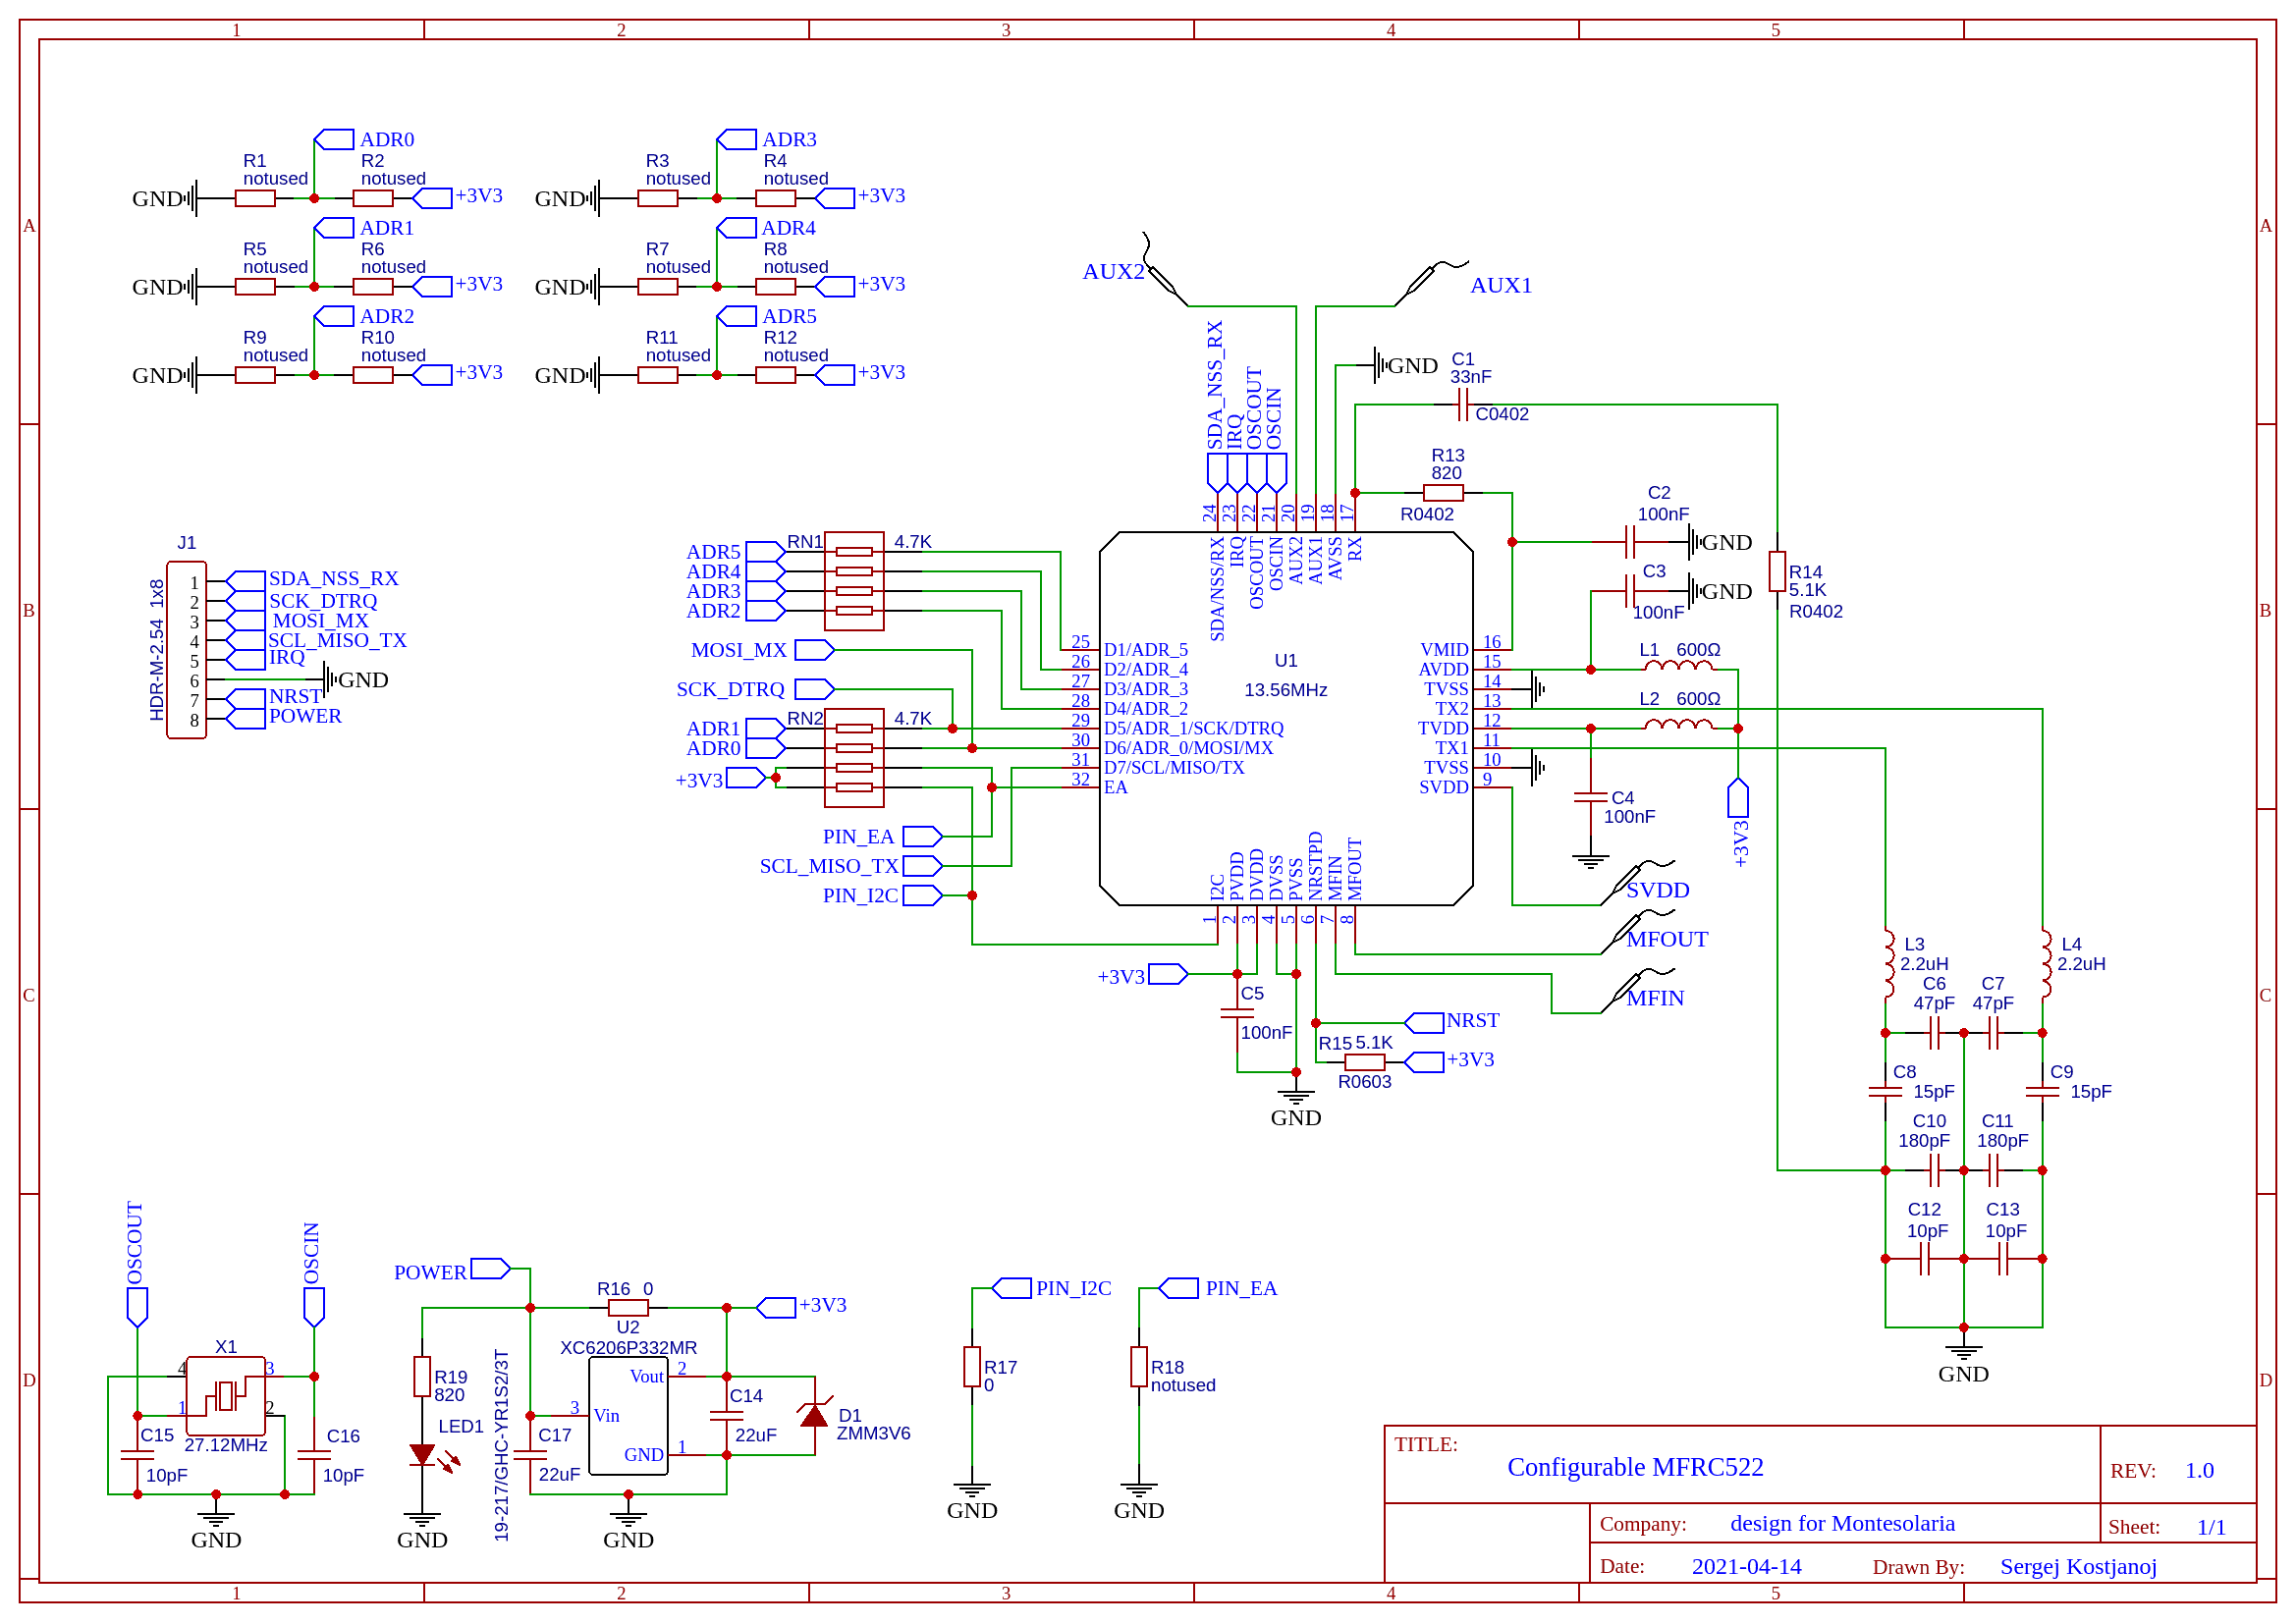 1 2 3 4 5
A
B
C
D
A
B
C
D
1 2 3 4 5
ADR0
R1
notused
R2
notused
GND
+3V3
ADR3
R3
notused
R4
notused
GND
+3V3
ADR1
R5
notused
R6
notused
GND
+3V3
ADR4
R7
notused
R8
notused
GND
+3V3
ADR2
R9
notused
R10
notused
GND
+3V3
ADR5
R11
notused
R12
notused
GND
+3V3
J1
HDR-M-2.54 1x8
1 SDA_NSS_RX
2 SCK_DTRQ
3 MOSI_MX
4 SCL_MISO_TX
5 IRQ
6 GND
7 NRST
8 POWER
AUX2
AUX1
SDA_NSS_RX
IRQ
OSCOUT
OSCIN
GND
C1
33nF
C0402
R13
820
R0402
C2
100nF
GND
C3
100nF
GND
R14
5.1K
R0402
RN1
4.7K
ADR5
ADR4
ADR3
ADR2
MOSI_MX
SCK_DTRQ
RN2
4.7K
ADR1
ADR0
+3V3
PIN_EA
SCL_MISO_TX
PIN_I2C
U1
13.56MHz
24 SDA/NSS/RX
23 IRQ
22 OSCOUT
21 OSCIN
20 AUX2
19 AUX1
18 AVSS
17 RX
25 D1/ADR_5
26 D2/ADR_4
27 D3/ADR_3
28 D4/ADR_2
29 D5/ADR_1/SCK/DTRQ
30 D6/ADR_0/MOSI/MX
31 D7/SCL/MISO/TX
32 EA
VMID 16
AVDD 15
TVSS 14
TX2 13
TVDD 12
TX1 11
TVSS 10
SVDD 9
I2C 1
PVDD 2
DVDD 3
DVSS 4
PVSS 5
NRSTPD 6
MFIN 7
MFOUT 8
L1 600Ω
L2 600Ω
C4
100nF
+3V3
SVDD
MFOUT
MFIN
+3V3
C5
100nF
NRST
R15 5.1K
R0603
+3V3
GND
L3
2.2uH
L4
2.2uH
C6
47pF
C7
47pF
C8
15pF
C9
15pF
C10
180pF
C11
180pF
C12
10pF
C13
10pF
GND
OSCOUT
OSCIN
X1
4
3
1
2
27.12MHz
C15
10pF
C16
10pF
GND
POWER
R16 0
+3V3
U2
XC6206P332MR
Vout 2
3 Vin
GND 1
R19
820
LED1
19-217/GHC-YR1S2/3T
GND
C17
22uF
C14
22uF
D1
ZMM3V6
GND
PIN_I2C
R17
0
GND
PIN_EA
R18
notused
GND
TITLE:
Configurable MFRC522
REV: 1.0
Company: design for Montesolaria
Sheet: 1/1
Date: 2021-04-14
Drawn By: Sergej Kostjanoj